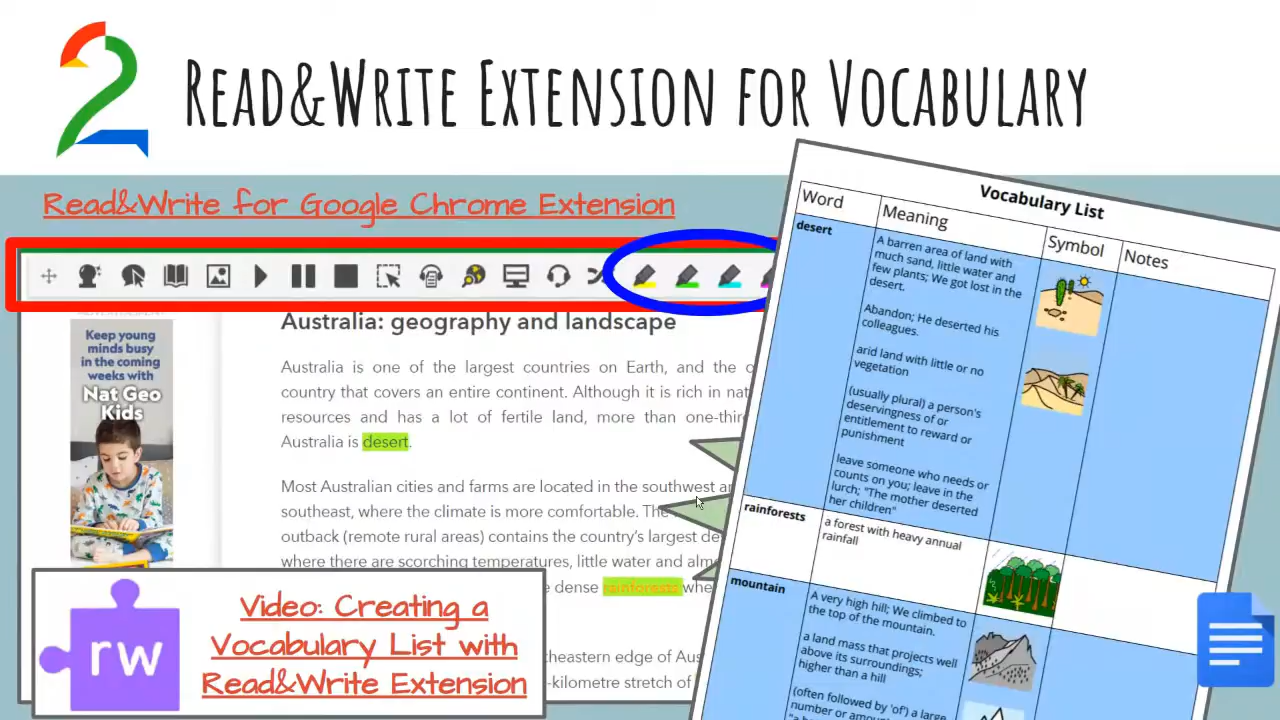 2 Read&Write Extension for Vocabulary
Read&Write for Google Chrome Extension
ADVERTISEMENT
Keep young
minds busy
in the coming
weeks with
Nat Geo
Kids
Australia: geography and landscape
Australia is one of the largest countries on Earth, and the
country that covers an entire continent. Although it is rich in
resources and has a lot of fertile land, more than
Australia is desert.
Most Australian cities and farms are located in the southwest
southeast, where the climate is more comfortable. The
outback (remote rural areas) contains the country's largest
where there are scorching temperatures, little water and
dense rainforests
edge of
stretch of
rw
Video: Creating a
Vocabulary List with
Read&Write Extension
Vocabulary List
Word Meaning Symbol Notes
desert
A barren area of land with
much sand, little water and
few plants; We got lost in the
desert.
Abandon; He deserted his
colleagues.
arid land with little or no
vegetation
(usually plural) a person's
deservingness of or
entitlement to reward or
punishment
leave someone who needs or
counts on you; leave in the
lurch; "The mother deserted
her children"
rainforests
a forest with heavy annual
rainfall
mountain
A very high hill; We climbed to
the top of the mountain.
a land mass that projects well
above its surroundings;
higher than a hill
(often followed by 'of') a large
number or